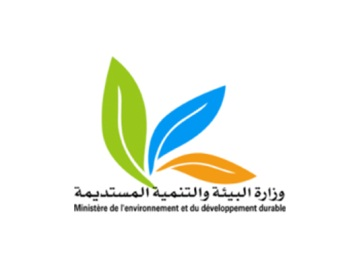 وزارة البيئة والتنمية المستديمة
Ministère de l'environnement et du développement durable